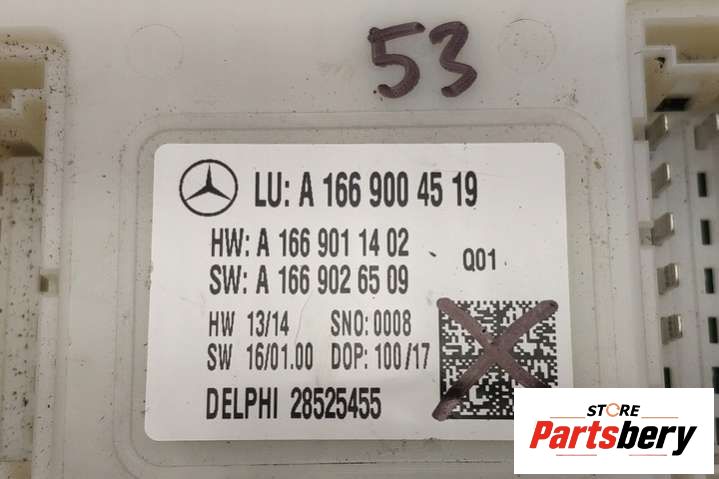 53
LU: A 166 900 45 19
HW: A 166 901 14 02
SW: A 166 902 65 09
Q01
HW 13/14 SNO: 0008
SW 16/01.00 DOP: 100/17
DELPHI 28525455
STORE
Partsbery